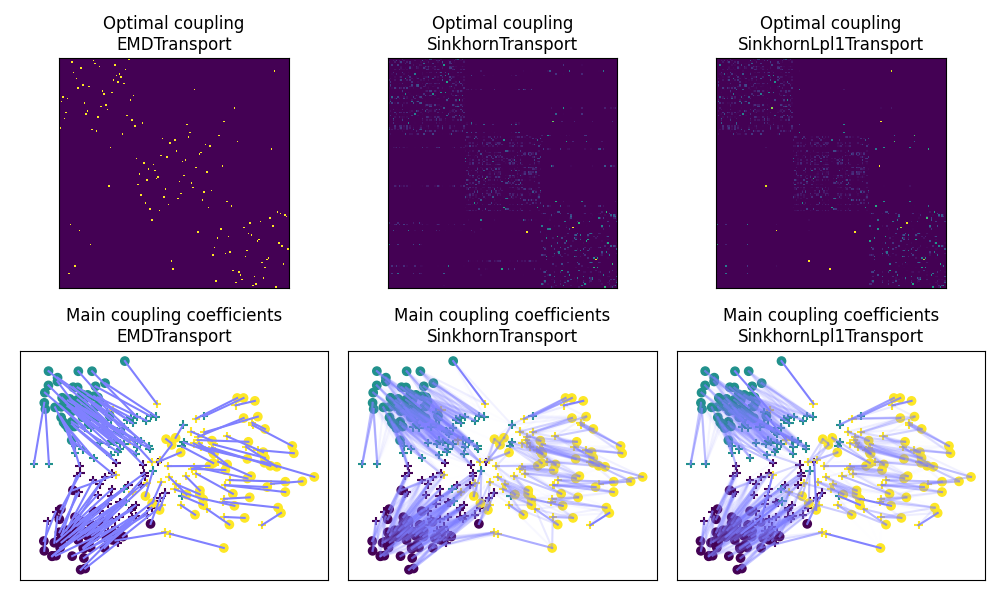 Optimal coupling
EMDTransport
Optimal coupling
SinkhornTransport
Optimal coupling
SinkhornLpl1Transport
Main coupling coefficients
EMDTransport
Main coupling coefficients
SinkhornTransport
Main coupling coefficients
SinkhornLpl1Transport